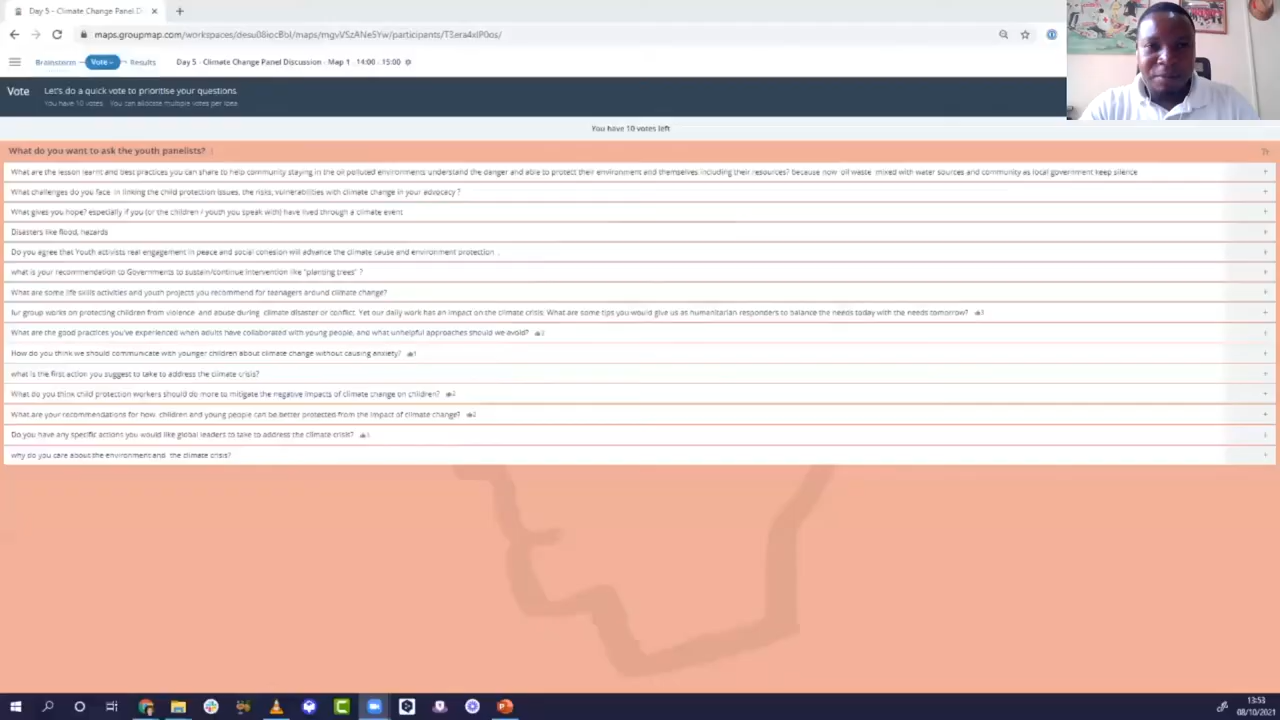 Day 5 - Climate Change Panel D
maps.groupmap.com/workspaces/
Brainstorm
Vote
Results
Day 5 - Climate Change Panel Discussion - Map 1 - 14:00 - 15:00
Vote
Let's do a quick vote to prioritise your questions
You have 10 votes You can allocate multiple votes per idea
You have 10 votes left
What do you want to ask the youth panelists?
What are the lesson learnt and best practices you can share to help community staying in the oil polluted environments understand the danger and able to protect their environment and themselves including their resources? because now oil waste mixed with water sources and community as local government keep silence
What challenges do you face in linking the child protection issues, the risks, vulnerabilities with climate change in your advocacy ?
What gives you hope? especially if you (or the children / youth you speak with) have lived through a climate event
Disasters like flood, hazards
Do you agree that Youth activists real engagement in peace and social cohesion will advance the climate cause and environment protection .
what is your recommendation to Governments to sustain/continue intervention like "planting trees" ?
What are some life skills activities and youth projects you recommend for teenagers around climate change?
group works on protecting children from violence and abuse during climate disaster or conflict. Yet our daily work has an impact on the climate crisis. What are some tips you would give us as humanitarian responders to balance the needs today with the needs tomorrow?
What are the good practices you've experienced when adults have collaborated with young people, and what unhelpful approaches should we avoid?
How do you think we should communicate with younger children about climate change without causing anxiety?
what is the first action you suggest to take to address the climate crisis?
What do you think child protection workers should do more to mitigate the negative impacts of climate change on children? 2
What are your recommendations for how children and young people can be better protected from the impact of climate change? 2
Do you have any specific actions you would like global leaders to take to address the climate crisis?
why do you care about the environment and the climate crisis?
13:53
08/10/2021